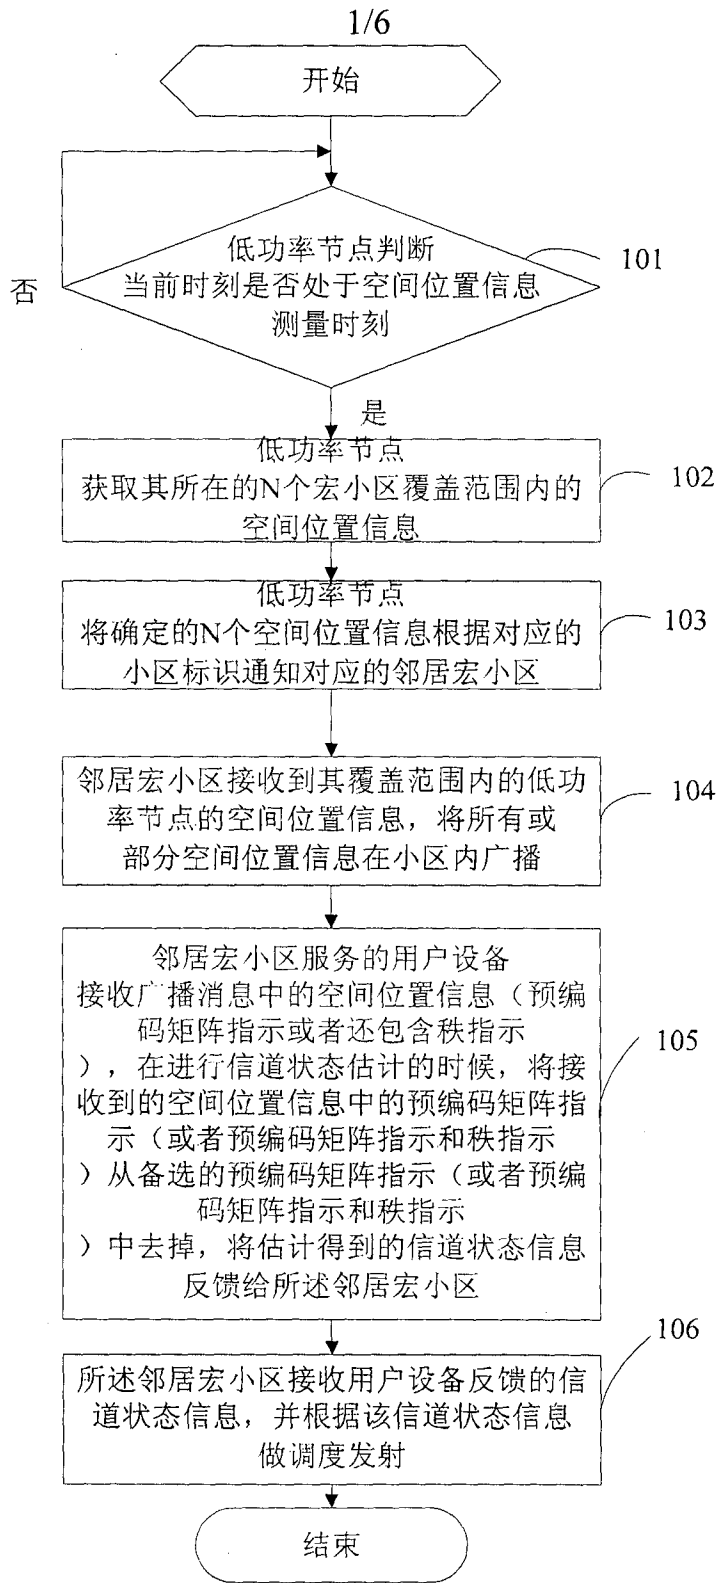 1/6
开始
低功率节点判断
当前时刻是否处于空间位置信息
测量时刻
101
否
是
低功率节点
获取其所在的N个宏小区覆盖范围内的
空间位置信息
102
低功率节点
将确定的N个空间位置信息根据对应的
小区标识通知对应的邻居宏小区
103
邻居宏小区接收到其覆盖范围内的低功
率节点的空间位置信息，将所有或
部分空间位置信息在小区内广播
104
邻居宏小区服务的用户设备
接收广播消息中的空间位置信息（预编
码矩阵指示或者还包含秩指示
），在进行信道状态估计的时候，将接
收到的空间位置信息中的预编码矩阵指
示（或者预编码矩阵指示和秩指示
）从备选的预编码矩阵指示（或者预编
码矩阵指示和秩指示
）中去掉，将估计得到的信道状态信息
反馈给所述邻居宏小区
105
所述邻居宏小区接收用户设备反馈的信
道状态信息，并根据该信道状态信息
做调度发射
106
结束